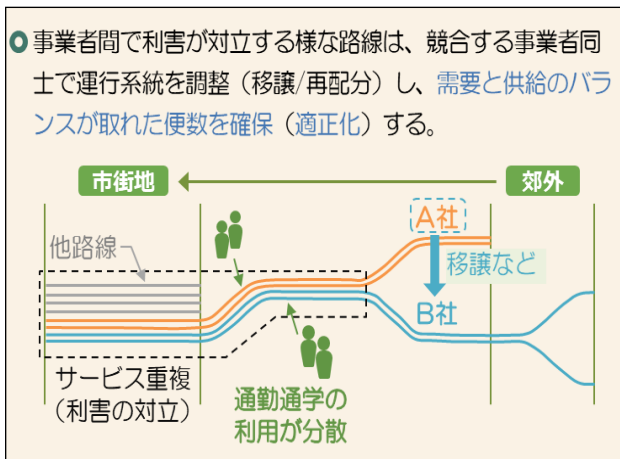 事業者間で利害が対立する様な路線は、競合する事業者同
士で運行系統を調整（移譲/再配分）し、需要と供給のバラ
ンスが取れた便数を確保（適正化）する。
市街地
郊外
他路線
A社
移譲など
B社
サービス重複
（利害の対立）
通勤通学の
利用が分散